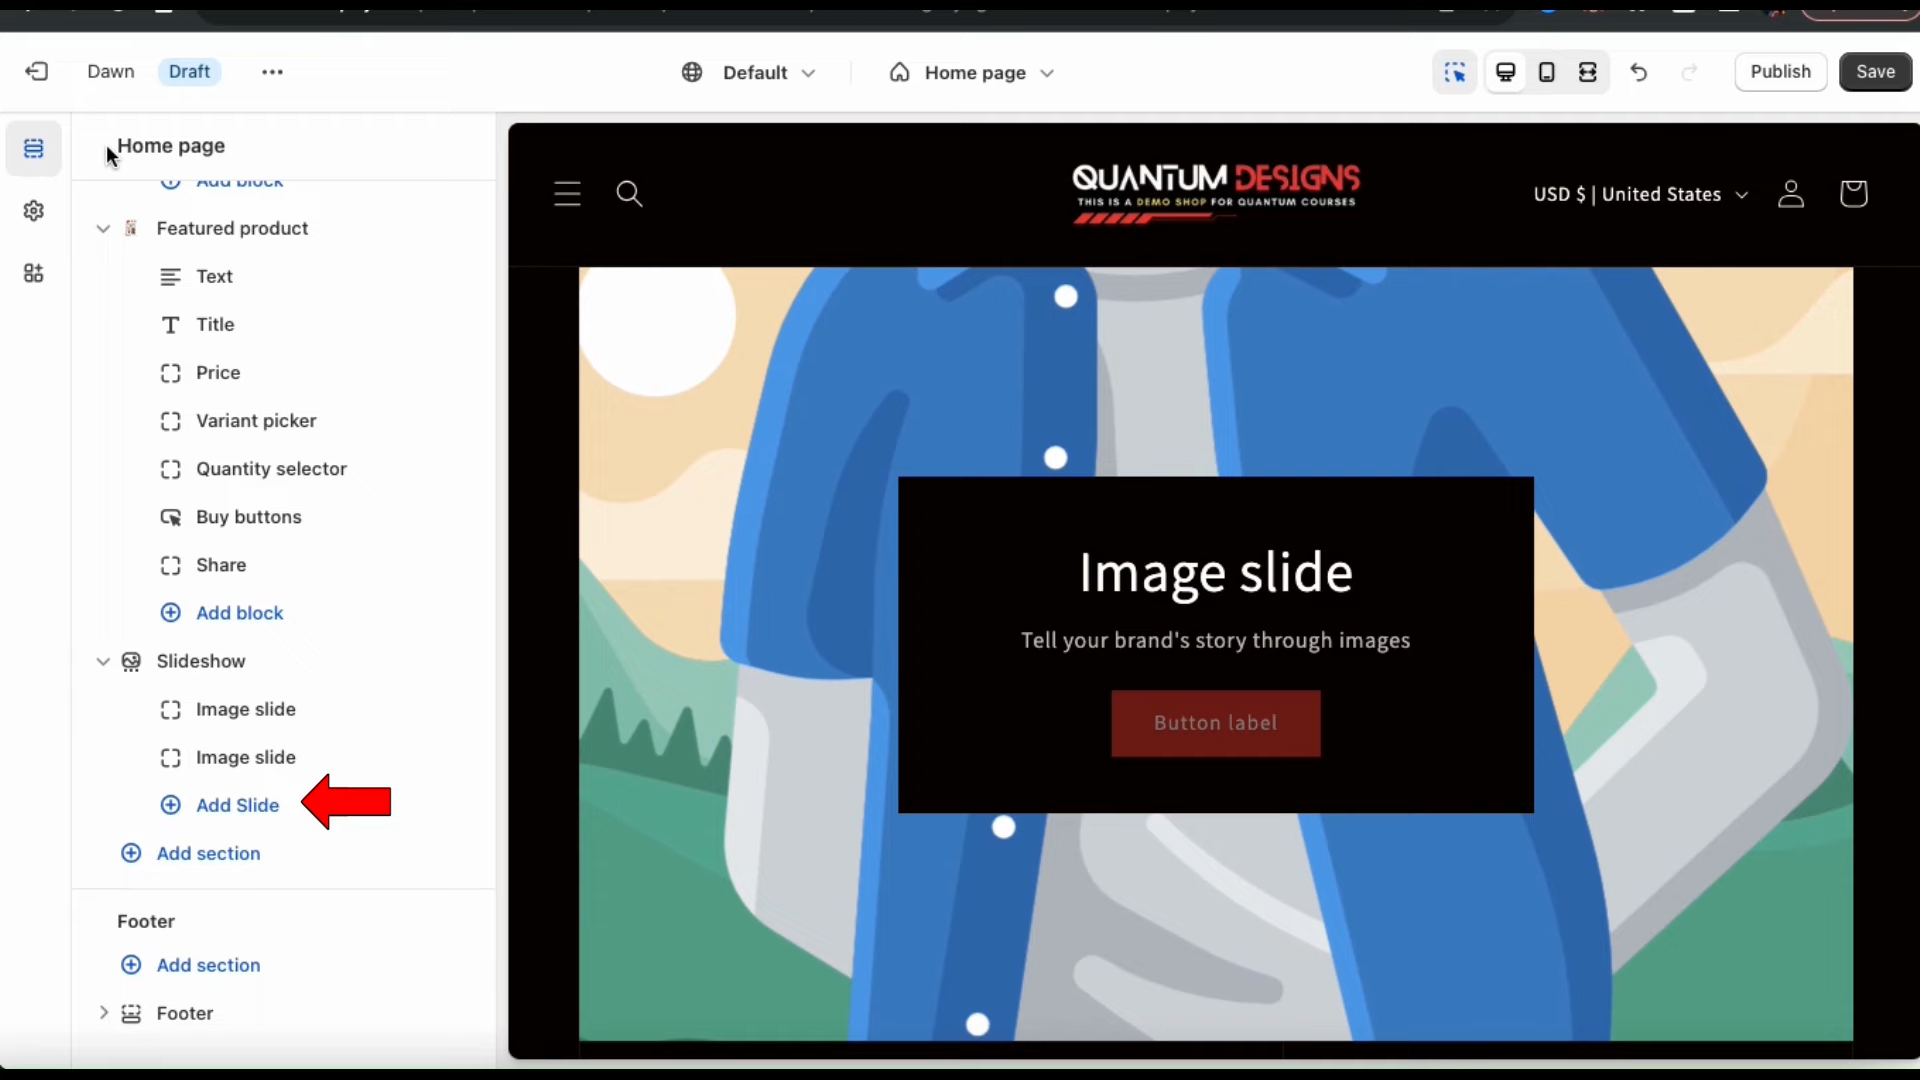 Dawn Draft
Default Home page
Publish Save
Home page
Add block
Featured product
Text
Title
Price
Variant picker
Quantity selector
Buy buttons
Share
Add block
Slideshow
Image slide
Image slide
Add Slide
Add section
Footer
Add section
Footer
QUANTUM DESIGNS
THIS IS A DEMO SHOP FOR QUANTUM COURSES
USD $ | United States
Image slide
Tell your brand's story through images
Button label